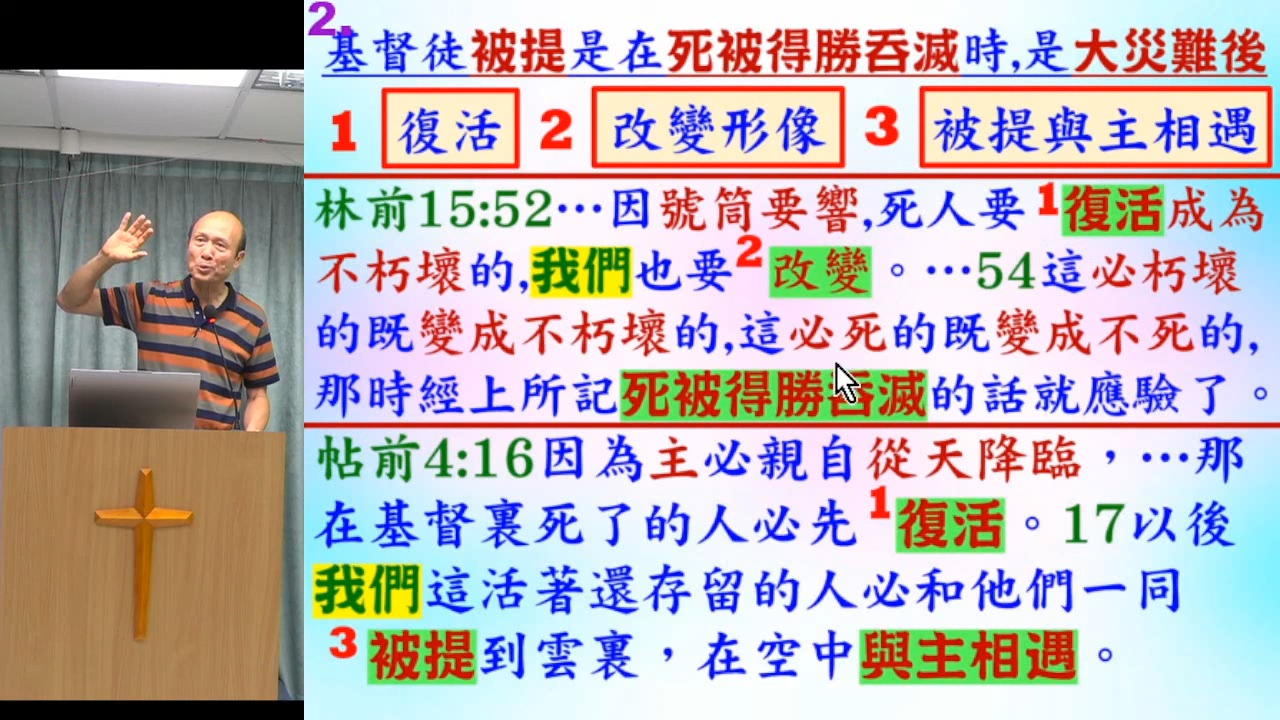 2.
基督徒被提是在死被得勝吞滅時,是大災難後
1 復活 2 改變形像 3 被提與主相遇
林前15:52…因號筒要響,死人要1復活成為
不朽壞的,我們也要2改變。…54這必朽壞
的既變成不朽壞的,這必死的既變成不死的,
那時經上所記死被得勝吞滅的話就應驗了。
帖前4:16因為主必親自從天降臨，…那
在基督裏死了的人必先1復活。17以後
我們這活著還存留的人必和他們一同
3被提到雲裏，在空中與主相遇。